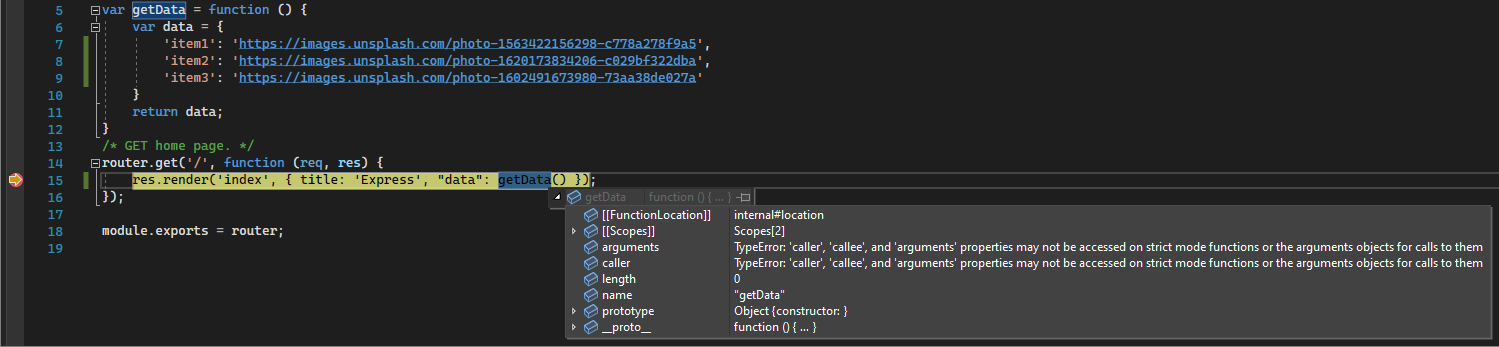 5 var getData = function () {
6 var data = {
7 'item1': 'https://images.unsplash.com/photo-1563422156298-c778a278f9a5',
8 'item2': 'https://images.unsplash.com/photo-1620173834206-c029bf322dba',
9 'item3': 'https://images.unsplash.com/photo-1602491673980-73aa38de027a'
10 }
11 return data;
12 }
13 /* GET home page. */
14 router.get('/', function (req, res) {
15 res.render('index', { title: 'Express', "data": getData() });
16 });
getData function () { ... }
[[FunctionLocation]] internal#location
17
[[Scopes]] Scopes[2]
18 module.exports = router;
arguments TypeError: 'caller', 'callee', and 'arguments' properties may not be accessed on strict mode functions or the arguments objects for calls to them
19
caller TypeError: 'caller', 'callee', and 'arguments' properties may not be accessed on strict mode functions or the arguments objects for calls to them
length 0
name "getData"
prototype Object {constructor: }
__proto__ function () { ... }